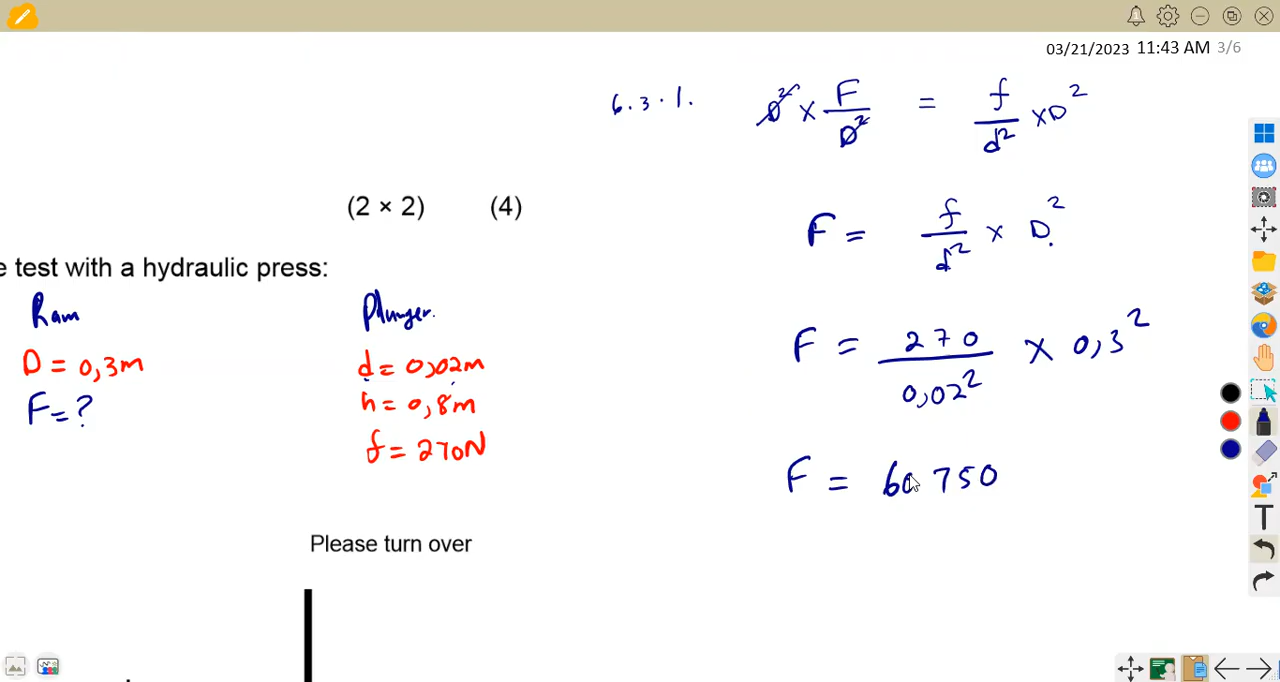 03/21/2023 11:43 AM 3/6
6.3.1. D² × F/D² = f/d² × D²
(2 × 2) (4)
F = f/d² × D²
e test with a hydraulic press:
Ram
Plunger.
D = 0,3m
d = 0,02m
F = ?
h = 0,8m
f = 270N
F = 270/0,02² × 0,3²
F = 60 750
Please turn over
T